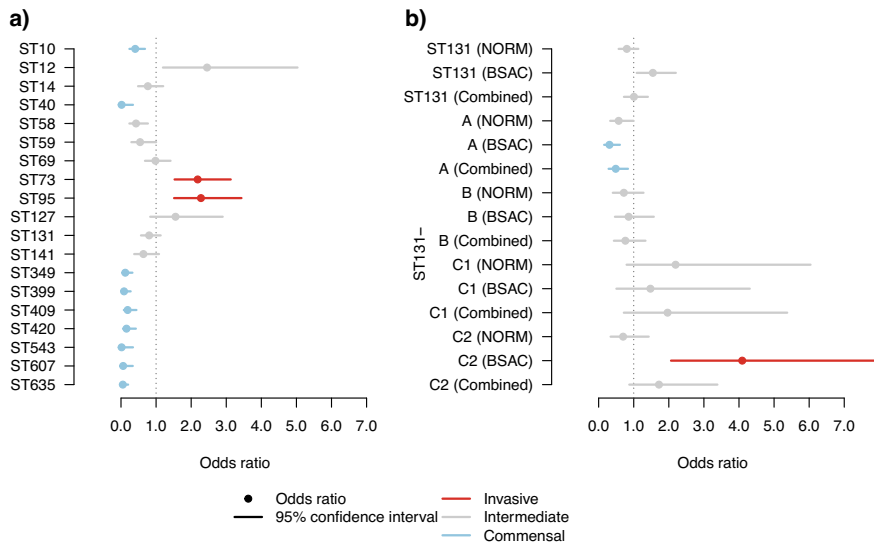 a)
ST10
ST12
ST14
ST40
ST58
ST59
ST69
ST73
ST95
ST127
ST131
ST141
ST349
ST399
ST409
ST420
ST543
ST607
ST635
0.0 1.0 2.0 3.0 4.0 5.0 6.0 7.0
Odds ratio
b)
ST131 (NORM)
ST131 (BSAC)
ST131 (Combined)
A (NORM)
A (BSAC)
A (Combined)
B (NORM)
B (BSAC)
B (Combined)
C1 (NORM)
C1 (BSAC)
C1 (Combined)
C2 (NORM)
C2 (BSAC)
C2 (Combined)
ST131−
0.0 1.0 2.0 3.0 4.0 5.0 6.0 7.0
Odds ratio
Odds ratio
95% confidence interval
Invasive
Intermediate
Commensal